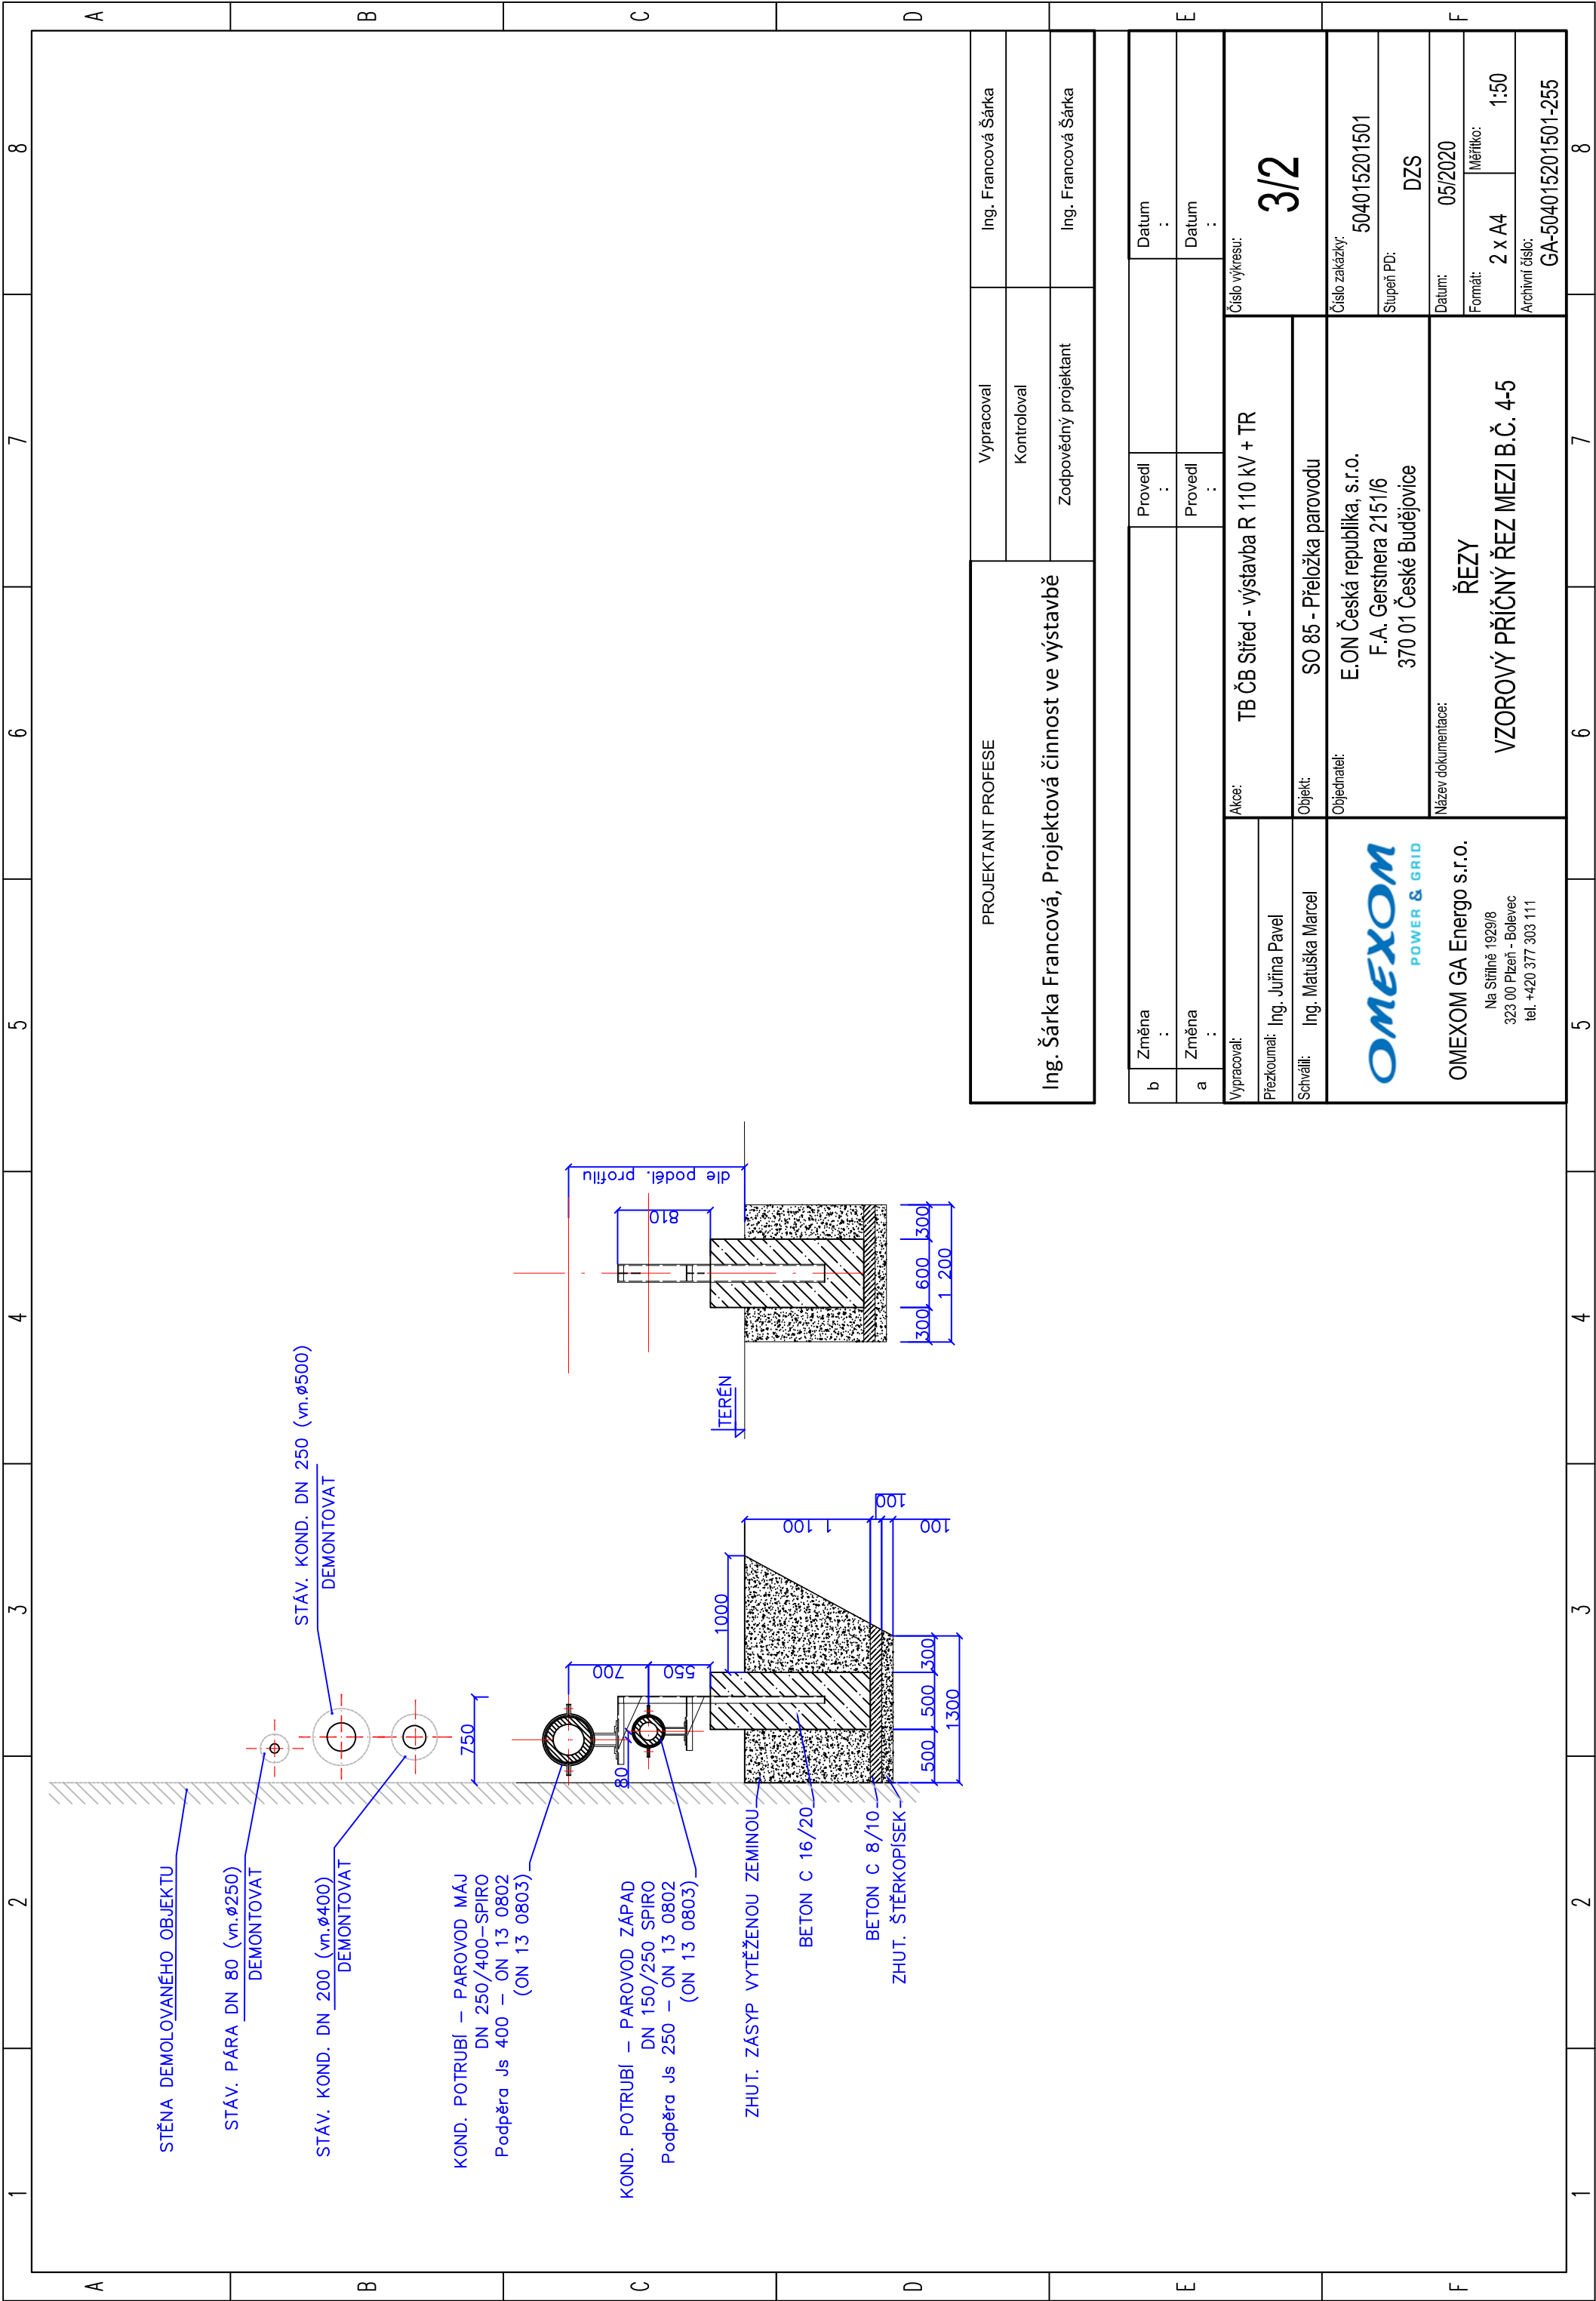 1
2
3
4
5
6
7
8
A
B
C
D
E
F
STĚNA DEMOLOVANÉHO OBJEKTU
STÁV. PÁRA DN 80 (vn.ø250)
DEMONTOVAT
STÁV. KOND. DN 200 (vn.ø400)
DEMONTOVAT
STÁV. KOND. DN 250 (vn.ø500)
DEMONTOVAT
KOND. POTRUBÍ – PAROVOD MÁJ
DN 250/400–SPIRO
Podpěra Js 400 – ON 13 0802
(ON 13 0803)
KOND. POTRUBÍ – PAROVOD ZÁPAD
DN 150/250 SPIRO
Podpěra Js 250 – ON 13 0802
(ON 13 0803)
ZHUT. ZÁSYP VYTĚŽENOU ZEMINOU
BETON C 16/20
BETON C 8/10
ZHUT. ŠTĚRKOPÍSEK
750
80
700
550
1000
1 100
100
100
500
500
300
1300
TERÉN
dle poděl. profilu
810
300
600
300
1 200
PROJEKTANT PROFESE
Ing. Šárka Francová, Projektová činnost ve výstavbě
Vypracoval
Ing. Francová Šárka
Kontroloval
Zodpovědný projektant
Ing. Francová Šárka
b
Změna
:
Provedl
:
Datum
:
a
Změna
:
Provedl
:
Datum
:
Vypracoval:
Přezkoumal: Ing. Juřina Pavel
Schválil: Ing. Matuška Marcel
OMEXOM
POWER & GRID
OMEXOM GA Energo s.r.o.
Na Střílně 1929/8
323 00 Plzeň - Bolevec
tel. +420 377 303 111
Akce:
TB ČB Střed - výstavba R 110 kV + TR
Objekt:
SO 85 - Přeložka parovodu
Objednatel:
E.ON Česká republika, s.r.o.
F.A. Gerstnera 2151/6
370 01 České Budějovice
Název dokumentace:
ŘEZY
VZOROVÝ PŘÍČNÝ ŘEZ MEZI B.Č. 4-5
Číslo výkresu:
3/2
Číslo zakázky:
504015201501
Stupeň PD:
DZS
Datum:
05/2020
Formát:
2 x A4
Měřítko:
1:50
Archivní číslo:
GA-504015201501-255
1
2
3
4
5
6
7
8
A
B
C
D
E
F